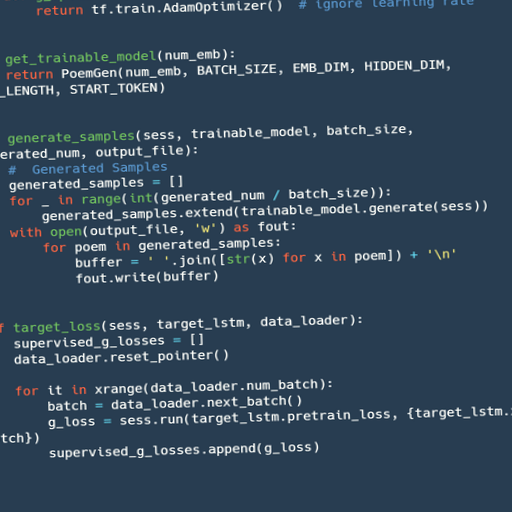 return tf.train.AdamOptimizer()  # ignore learning rate
get_trainable_model(num_emb):
return PoemGen(num_emb, BATCH_SIZE, EMB_DIM, HIDDEN_DIM,
_LENGTH, START_TOKEN)
generate_samples(sess, trainable_model, batch_size,
erated_num, output_file):
#  Generated Samples
generated_samples = []
for _ in range(int(generated_num / batch_size)):
generated_samples.extend(trainable_model.generate(sess))
with open(output_file, 'w') as fout:
for poem in generated_samples:
buffer = ' '.join([str(x) for x in poem]) + '\n'
fout.write(buffer)
f target_loss(sess, target_lstm, data_loader):
supervised_g_losses = []
data_loader.reset_pointer()
for it in xrange(data_loader.num_batch):
batch = data_loader.next_batch()
g_loss = sess.run(target_lstm.pretrain_loss, {target_lstm.
tch})
supervised_g_losses.append(g_loss)